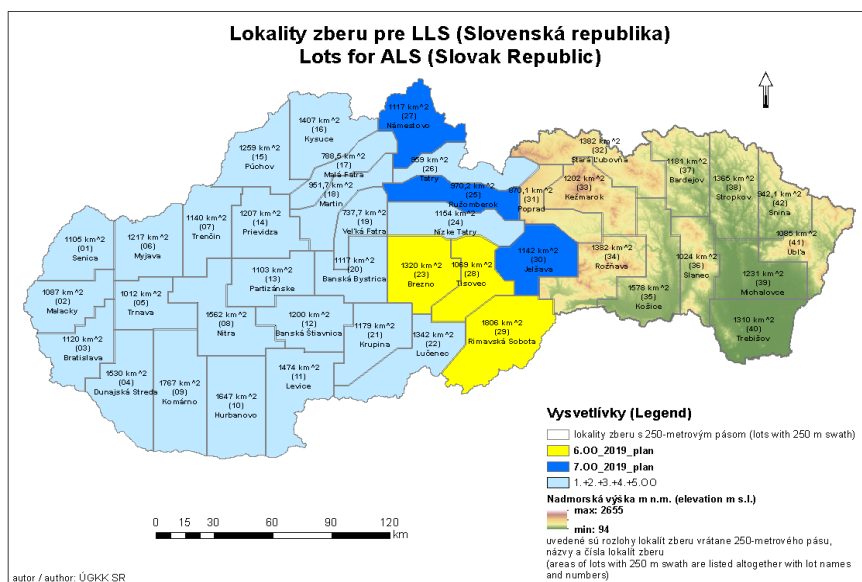 Lokality zberu pre LLS (Slovenská republika)
Lots for ALS (Slovak Republic)
1117 km^2
(27)
Námestovo
1407 km^2
(16)
Kysuce
1382 km^2
(32)
Stará Ľubovňa
1259 km^2
(15)
Púchov
788,5 km^2
(17)
Malá Fatra
959 km^2
(26)
Tatry
1181 km^2
(37)
Bardejov
1365 km^2
(38)
Stropkov
1202 km^2
(33)
Kežmarok
951,7 km^2
(18)
Martin
970,2 km^2
(25)
Ružomberok
670,1 km^2
(31)
Poprad
942,1 km^2
(42)
Snina
1140 km^2
(07)
Trenčín
1207 km^2
(14)
Prievidza
737,7 km^2
(19)
Veľká Fatra
1154 km^2
(24)
Nízke Tatry
1105 km^2
(01)
Senica
1217 km^2
(06)
Myjava
1085 km^2
(41)
Ubľa
1142 km^2
(30)
Jelšava
1382 km^2
(34)
Rožňava
1024 km^2
(36)
Slanec
1117 km^2
(20)
Banská Bystrica
1320 km^2
(23)
Brezno
1069 km^2
(28)
Tisovec
1103 km^2
(13)
Partizánske
1231 km^2
(39)
Michalovce
1087 km^2
(02)
Malacky
1012 km^2
(05)
Trnava
1578 km^2
(35)
Košice
1562 km^2
(08)
Nitra
1200 km^2
(12)
Banská Štiavnica
1179 km^2
(21)
Krupina
1342 km^2
(22)
Lučenec
1806 km^2
(29)
Rimavská Sobota
1310 km^2
(40)
Trebišov
1120 km^2
(03)
Bratislava
1530 km^2
(04)
Dunajská Streda
1767 km^2
(09)
Komárno
1647 km^2
(10)
Hurbanovo
1474 km^2
(11)
Levice
Vysvetlívky (Legend)
lokality zberu s 250-metrovým pásom (lots with 250 m swath)
6.OO_2019_plan
7.OO_2019_plan
1.+2.+3.+4.+5.OO
Nadmorská výška m n.m. (elevation m s.l.)
max: 2655
min: 94
uvedené sú rozlohy lokalít zberu vrátane 250-metrového pásu,
názvy a čísla lokalít zberu
(areas of lots with 250 m swath are listed altogether with lot names
and numbers)
0 15 30 60 90 120
km
autor / author: ÚGKK SR